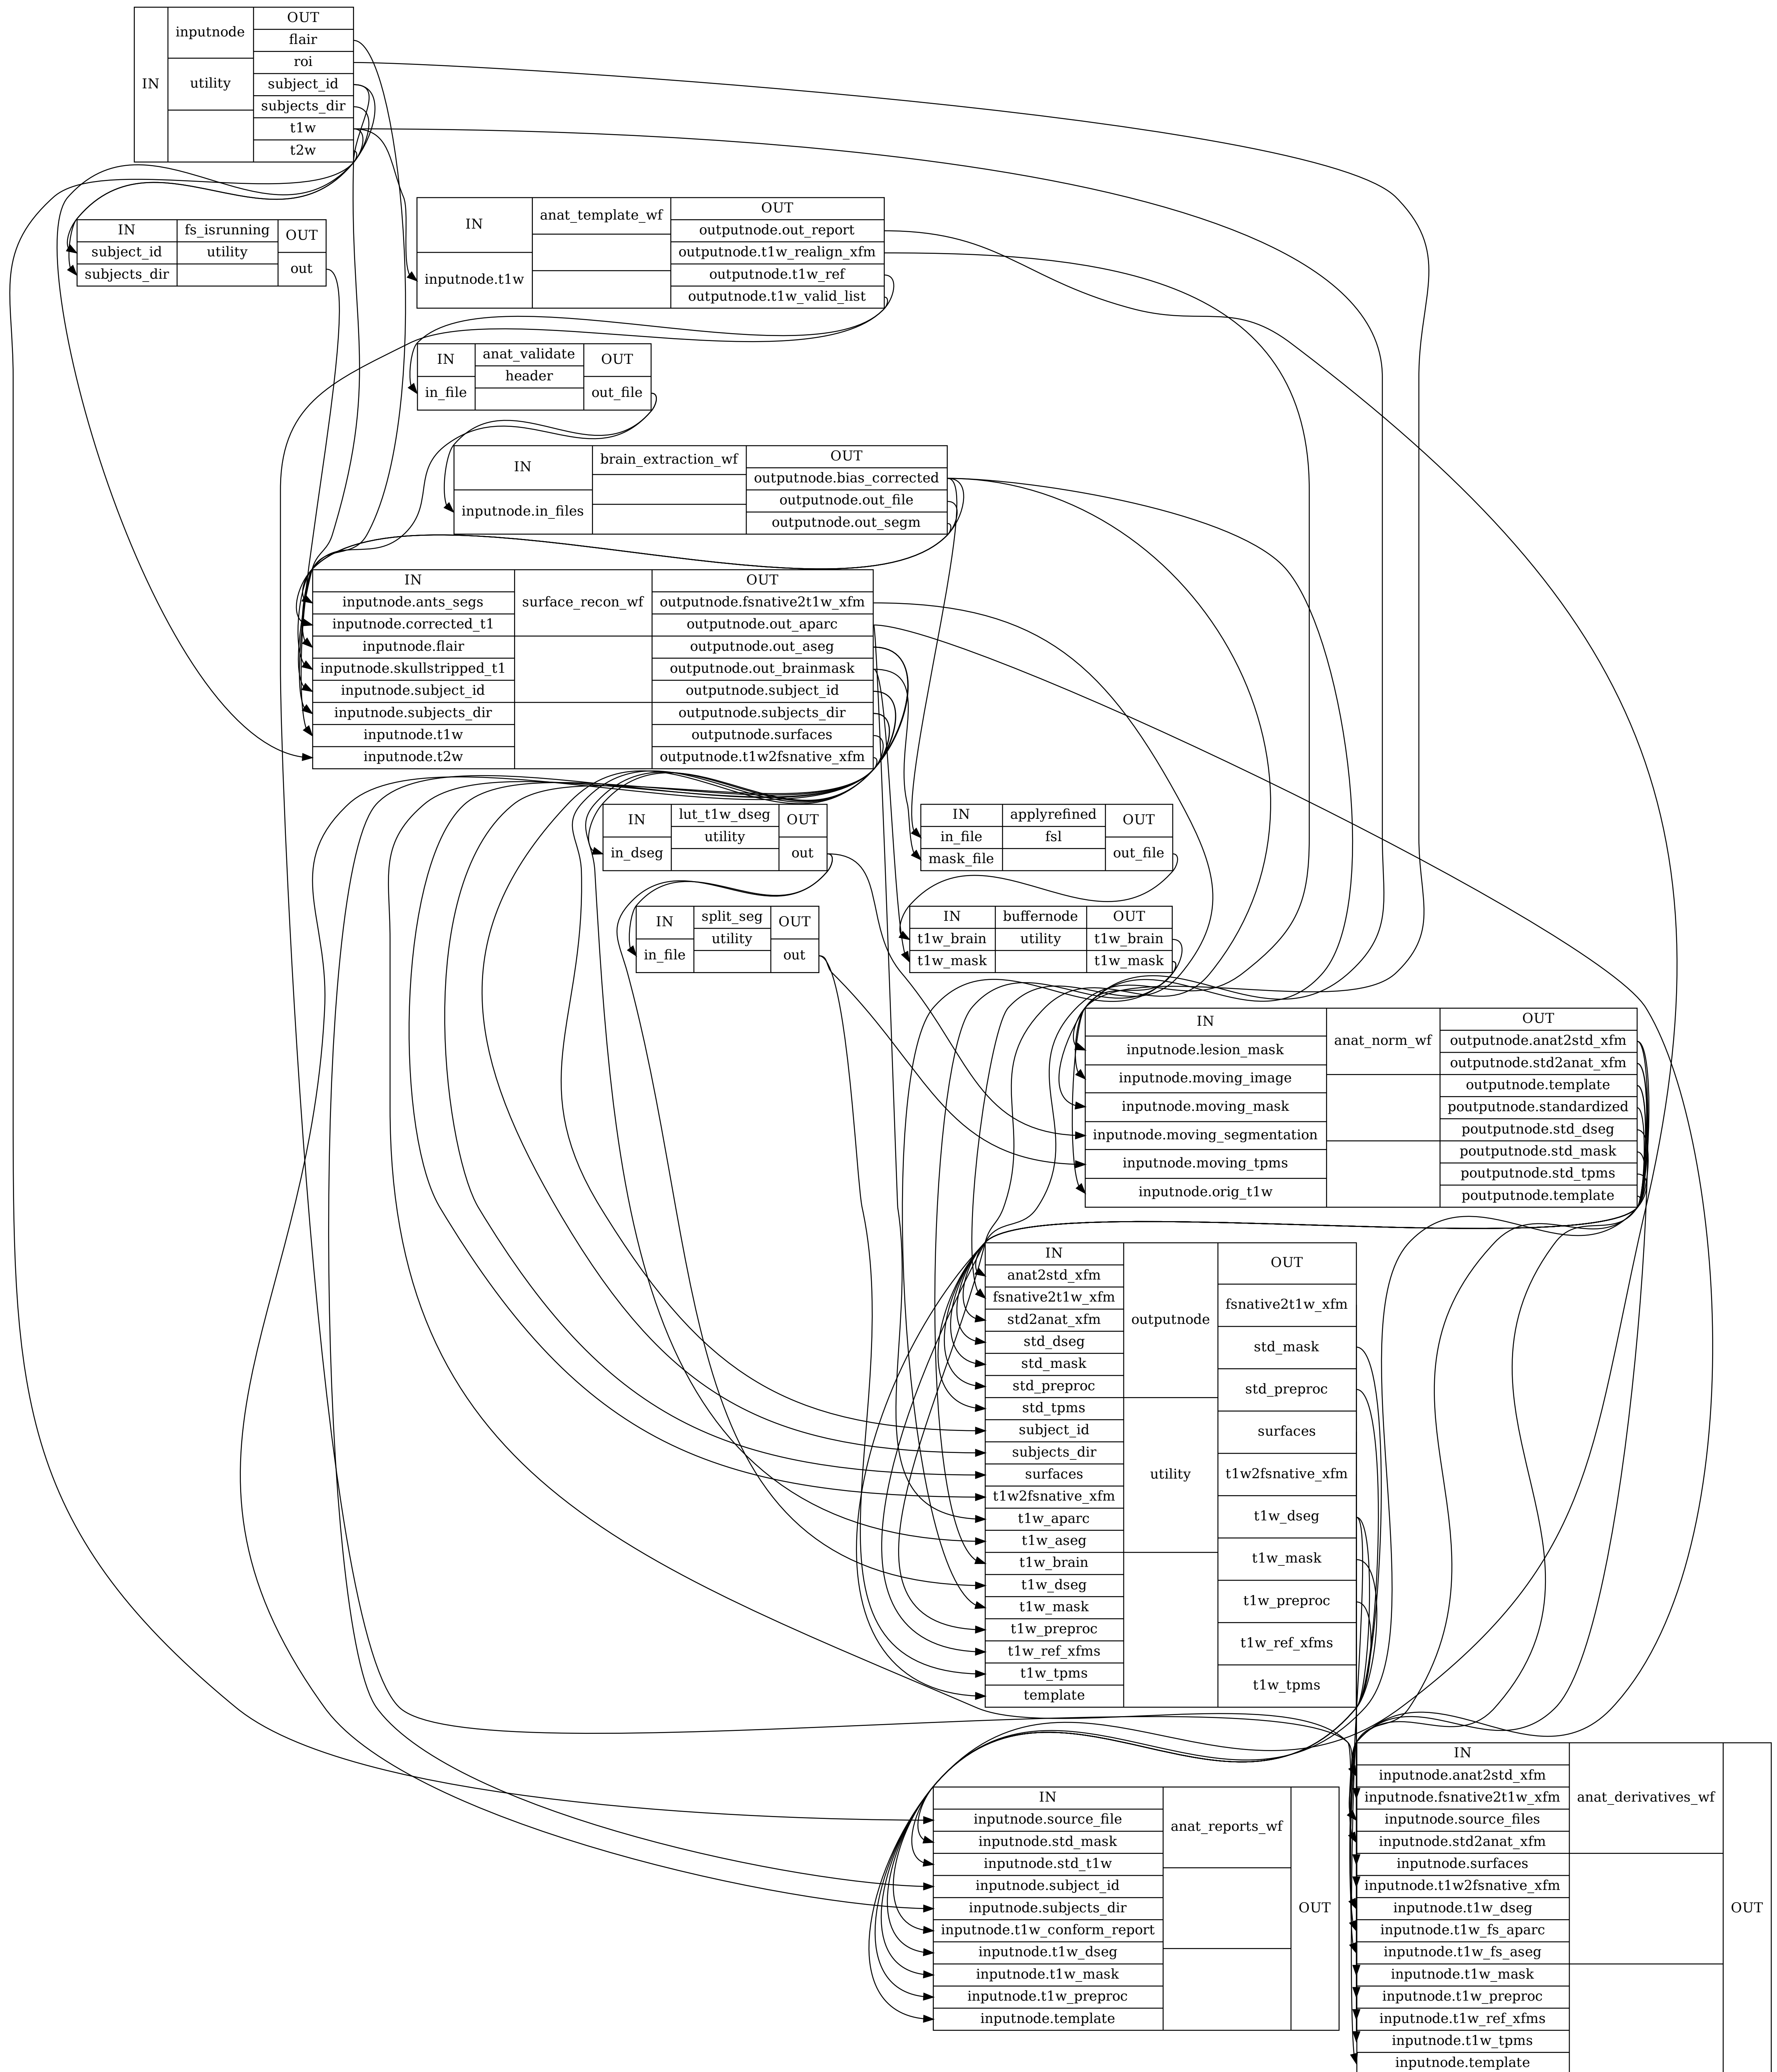 IN
inputnode
utility
OUT
flair
roi
subject_id
subjects_dir
t1w
t2w
IN
subject_id
subjects_dir
fs_isrunning
utility
OUT
out
IN
inputnode.t1w
anat_template_wf
OUT
outputnode.out_report
outputnode.t1w_realign_xfm
outputnode.t1w_ref
outputnode.t1w_valid_list
IN
in_file
anat_validate
header
OUT
out_file
IN
inputnode.in_files
brain_extraction_wf
OUT
outputnode.bias_corrected
outputnode.out_file
outputnode.out_segm
IN
inputnode.ants_segs
inputnode.corrected_t1
inputnode.flair
inputnode.skullstripped_t1
inputnode.subject_id
inputnode.subjects_dir
inputnode.t1w
inputnode.t2w
surface_recon_wf
OUT
outputnode.fsnative2t1w_xfm
outputnode.out_aparc
outputnode.out_aseg
outputnode.out_brainmask
outputnode.subject_id
outputnode.subjects_dir
outputnode.surfaces
outputnode.t1w2fsnative_xfm
IN
in_dseg
lut_t1w_dseg
utility
OUT
out
IN
in_file
mask_file
applyrefined
fsl
OUT
out_file
IN
in_file
split_seg
utility
OUT
out
IN
t1w_brain
t1w_mask
buffernode
utility
OUT
t1w_brain
t1w_mask
IN
inputnode.lesion_mask
inputnode.moving_image
inputnode.moving_mask
inputnode.moving_segmentation
inputnode.moving_tpms
inputnode.orig_t1w
anat_norm_wf
OUT
outputnode.anat2std_xfm
outputnode.std2anat_xfm
outputnode.template
poutputnode.standardized
poutputnode.std_dseg
poutputnode.std_mask
poutputnode.std_tpms
poutputnode.template
IN
anat2std_xfm
fsnative2t1w_xfm
std2anat_xfm
std_dseg
std_mask
std_preproc
std_tpms
subject_id
subjects_dir
surfaces
t1w2fsnative_xfm
t1w_aparc
t1w_aseg
t1w_brain
t1w_dseg
t1w_mask
t1w_preproc
t1w_ref_xfms
t1w_tpms
template
outputnode
utility
OUT
fsnative2t1w_xfm
std_mask
std_preproc
surfaces
t1w2fsnative_xfm
t1w_dseg
t1w_mask
t1w_preproc
t1w_ref_xfms
t1w_tpms
IN
inputnode.source_file
inputnode.std_mask
inputnode.std_t1w
inputnode.subject_id
inputnode.subjects_dir
inputnode.t1w_conform_report
inputnode.t1w_dseg
inputnode.t1w_mask
inputnode.t1w_preproc
inputnode.template
anat_reports_wf
OUT
IN
inputnode.anat2std_xfm
inputnode.fsnative2t1w_xfm
inputnode.source_files
inputnode.std2anat_xfm
inputnode.surfaces
inputnode.t1w2fsnative_xfm
inputnode.t1w_dseg
inputnode.t1w_fs_aparc
inputnode.t1w_fs_aseg
inputnode.t1w_mask
inputnode.t1w_preproc
inputnode.t1w_ref_xfms
inputnode.t1w_tpms
inputnode.template
anat_derivatives_wf
OUT